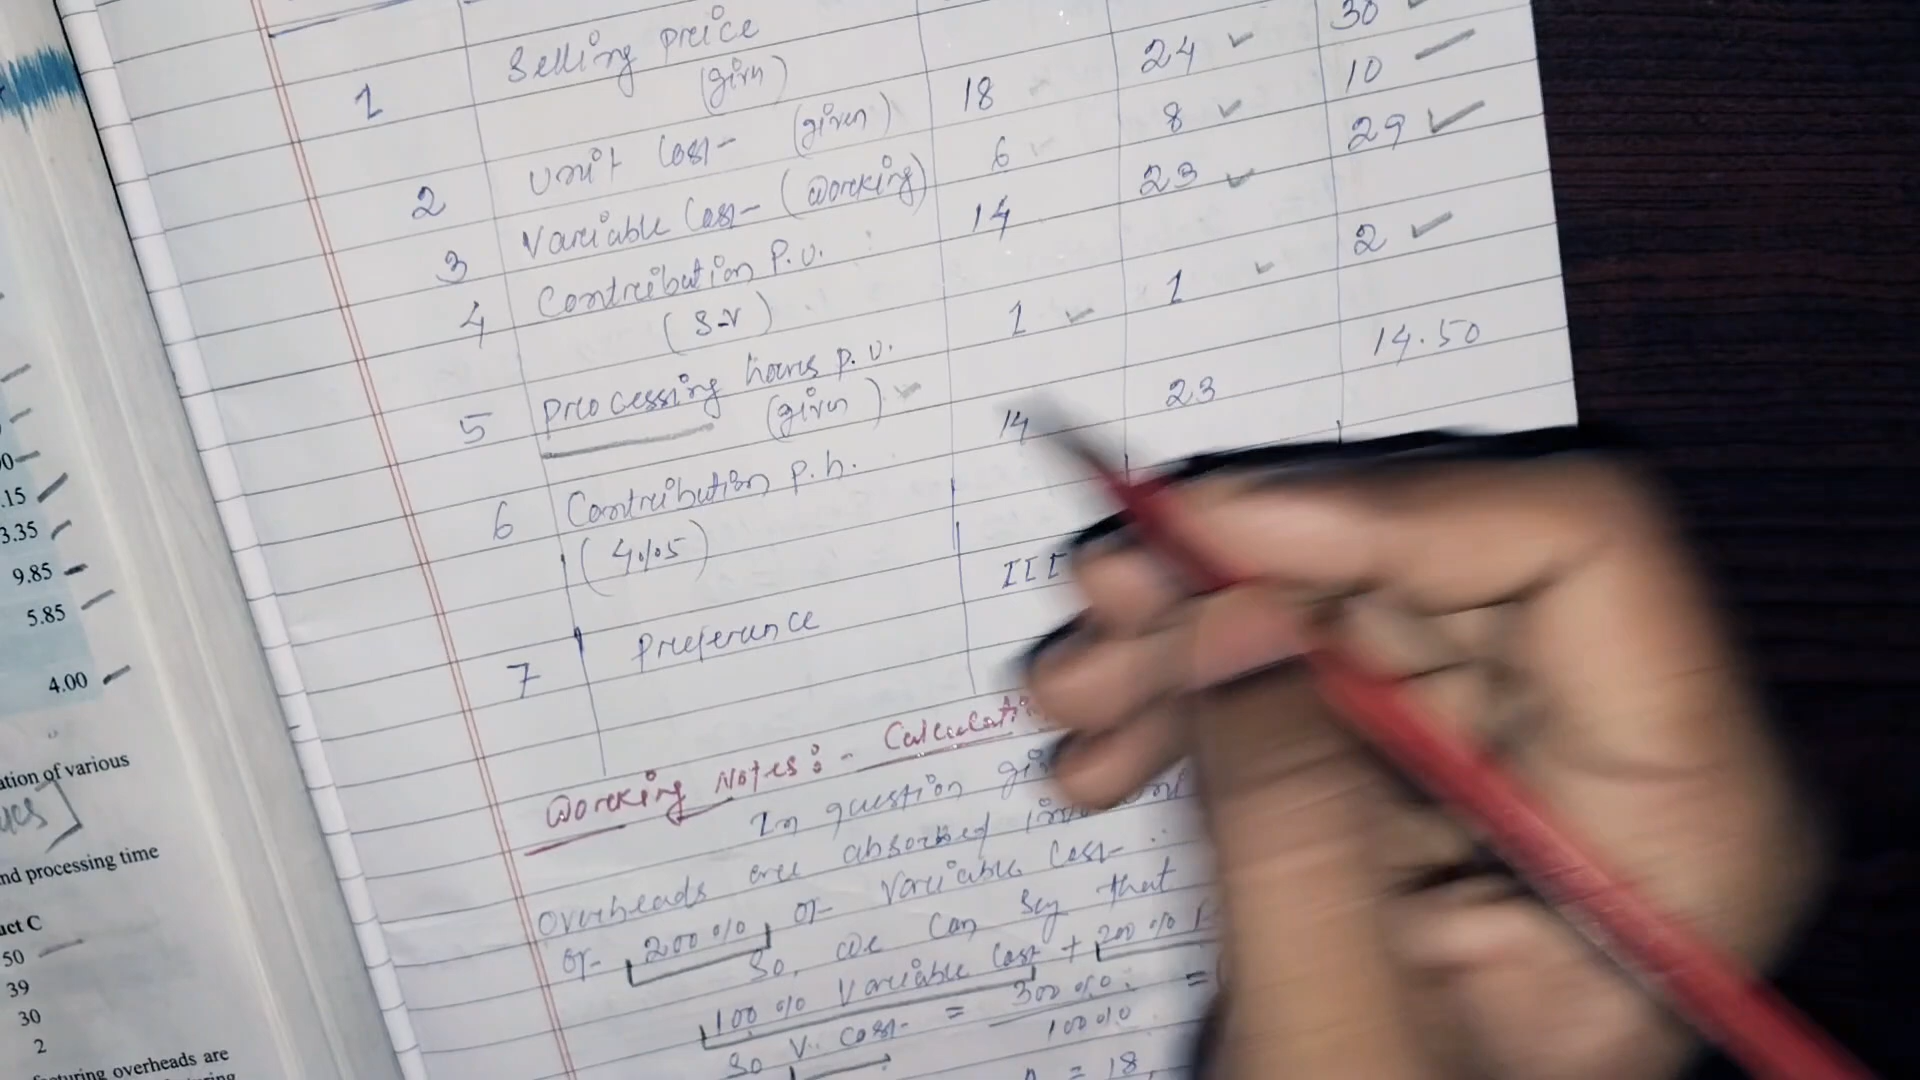 1 Selling Price
(givn)
30
2 Unit Cost- (given) 18 24 10
3 Variable Cost- (Working) 6 8 29
4 Contribution P.U. 14 23
(S-V)
5 Processing hours P.U. 1 1 2
(given)
6 Contribution P.h. 14 23 14.50
(4%5)
7 Preference III
Working Notes:- Calculati
In question
overheads are absorbed
of 200% of Variable Cost
So, we can say that
100% Variable Cost + 200%
So V. Cost- = 300% =
100%
= 18
.15
3.35
9.85
5.85
4.00
ation of various
nd processing time
uct C
50
39
30
2
cturing overheads are